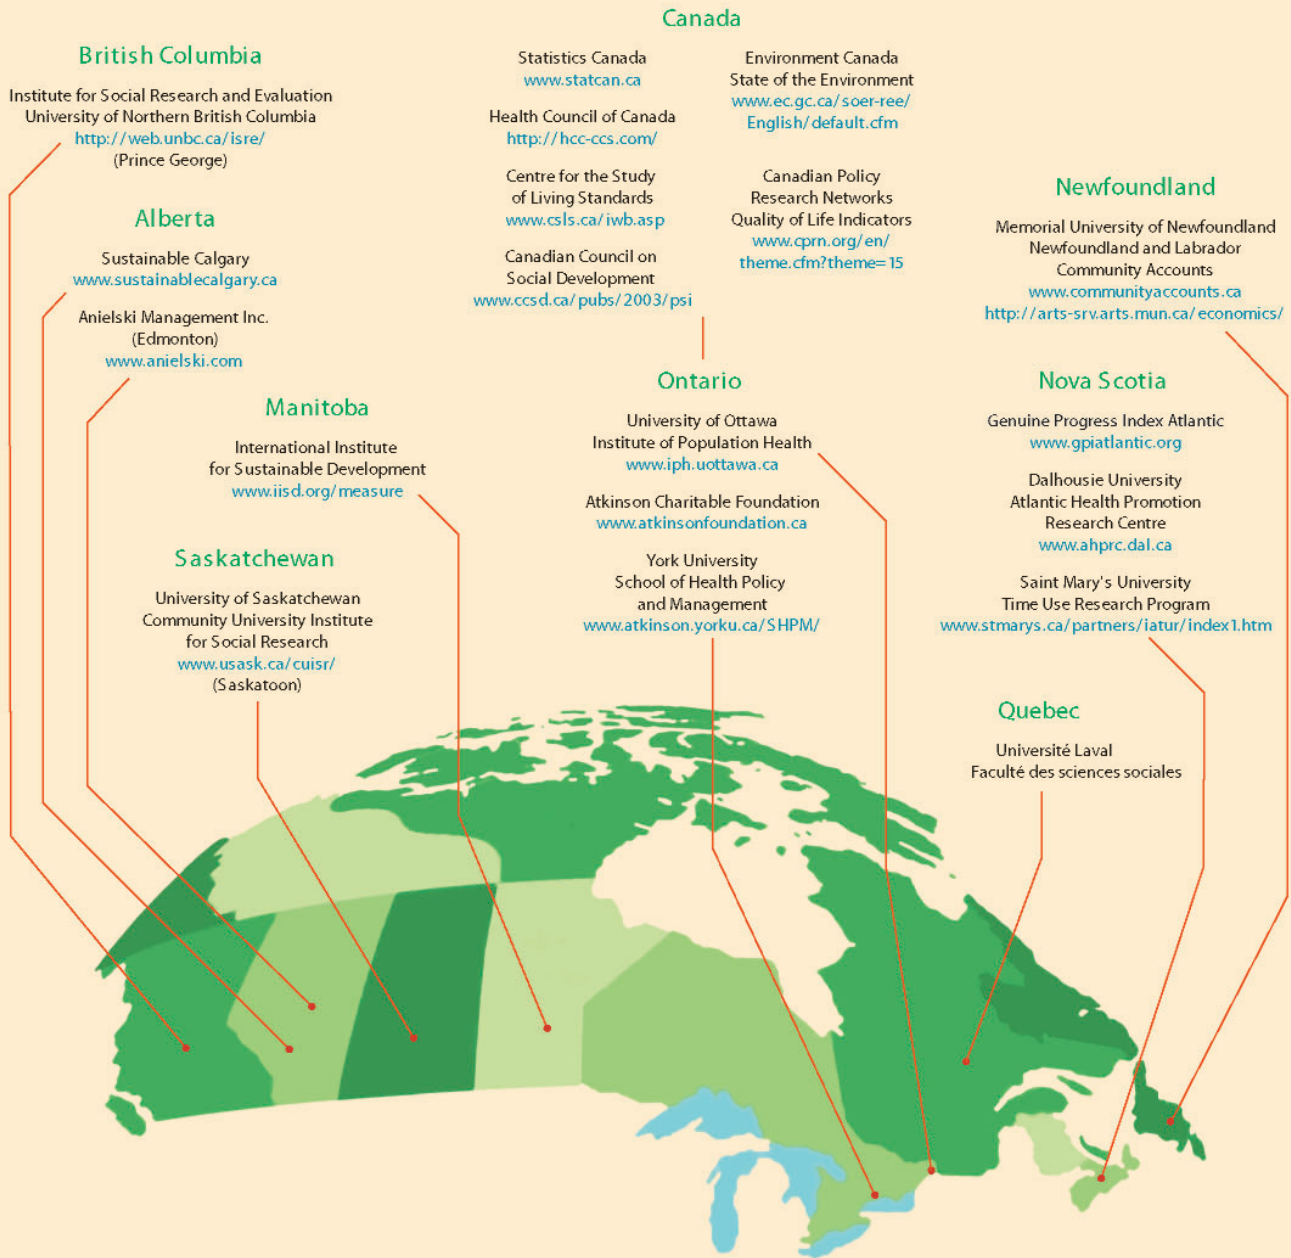 Canada
Statistics Canada
www.statcan.ca
Health Council of Canada
http://hcc-ccs.com/
Centre for the Study
of Living Standards
www.csls.ca/iwb.asp
Canadian Council on
Social Development
www.ccsd.ca/pubs/2003/psi
Environment Canada
State of the Environment
www.ec.gc.ca/soer-ree/
English/default.cfm
Canadian Policy
Research Networks
Quality of Life Indicators
www.cprn.org/en/
theme.cfm?theme=15
British Columbia
Institute for Social Research and Evaluation
University of Northern British Columbia
http://web.unbc.ca/isre/
(Prince George)
Alberta
Sustainable Calgary
www.sustainablecalgary.ca
Anielski Management Inc.
(Edmonton)
www.anielski.com
Manitoba
International Institute
for Sustainable Development
www.iisd.org/measure
Saskatchewan
University of Saskatchewan
Community University Institute
for Social Research
www.usask.ca/cuisr/
(Saskatoon)
Ontario
University of Ottawa
Institute of Population Health
www.iph.uottawa.ca
Atkinson Charitable Foundation
www.atkinsonfoundation.ca
York University
School of Health Policy
and Management
www.atkinson.yorku.ca/SHPM/
Newfoundland
Memorial University of Newfoundland
Newfoundland and Labrador
Community Accounts
www.communityaccounts.ca
http://arts-srv.arts.mun.ca/economics/
Nova Scotia
Genuine Progress Index Atlantic
www.gpiatlantic.org
Dalhousie University
Atlantic Health Promotion
Research Centre
www.ahprc.dal.ca
Saint Mary's University
Time Use Research Program
www.stmarys.ca/partners/iatur/index1.htm
Quebec
Université Laval
Faculté des sciences sociales